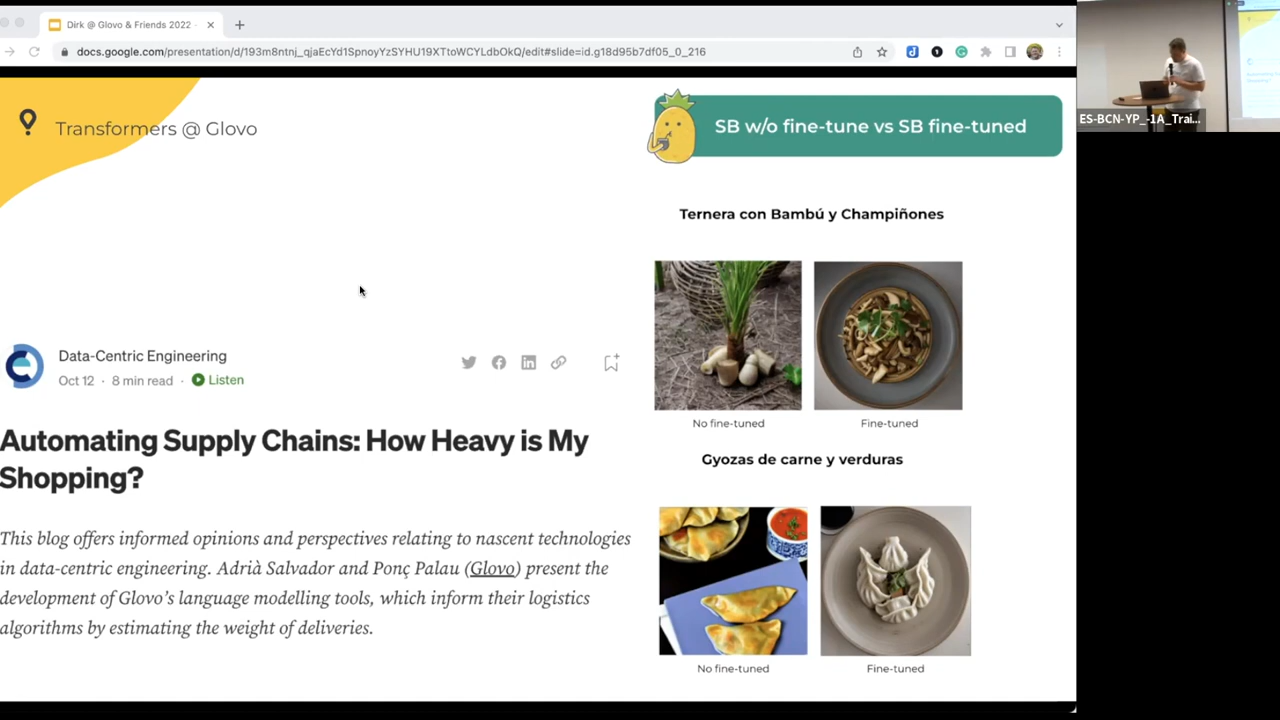 Dirk @ Glovo & Friends 2022
docs.google.com/presentation/d/193m8ntnj_qjaEcYd1SpnoyYzSYHU19XTtoWCYLdbOkQ/edit#slide=id.g18d95b7df05_0_216
ES-BCN-YP_-1A_Trai...
Transformers @ Glovo
SB w/o fine-tune vs SB fine-tuned
Data-Centric Engineering
Oct 12 · 8 min read · Listen
Automating Supply Chains: How Heavy is My
Shopping?
This blog offers informed opinions and perspectives relating to nascent technologies
in data-centric engineering. Adrià Salvador and Ponç Palau (Glovo) present the
development of Glovo’s language modelling tools, which inform their logistics
algorithms by estimating the weight of deliveries.
Ternera con Bambú y Champiñones
No fine-tuned
Fine-tuned
Gyozas de carne y verduras
No fine-tuned
Fine-tuned